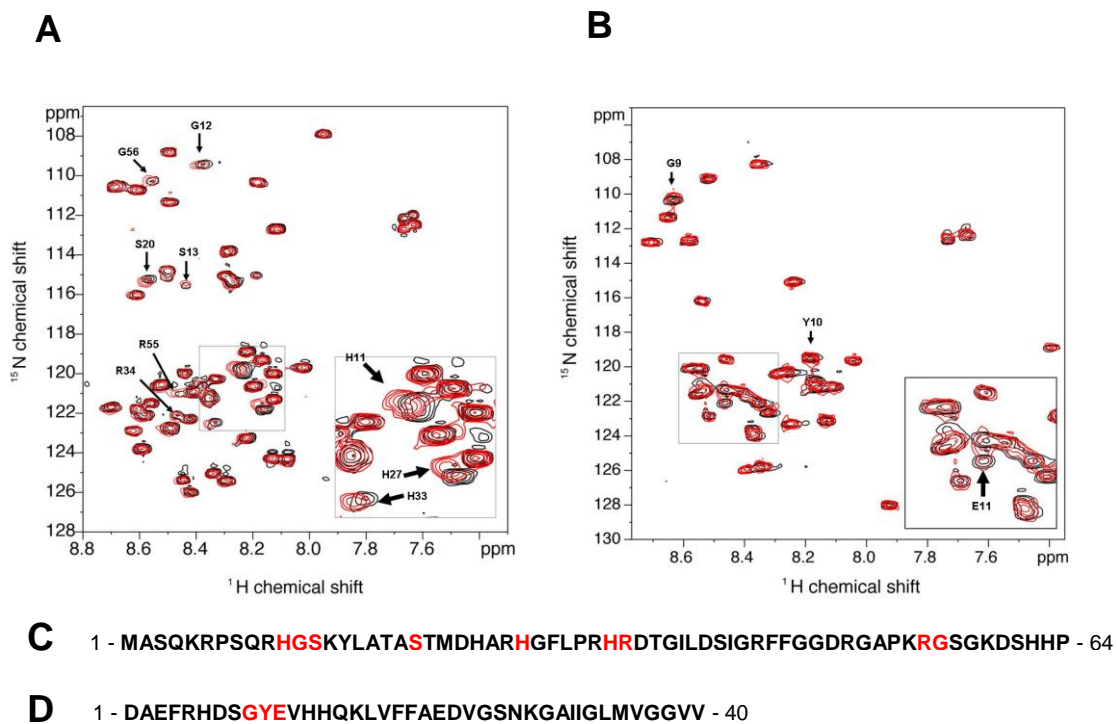 A
B
ppm
108
110
112
114
116
118
120
122
124
126
128
15N chemical shift
8.8
8.6
8.4
8.2
8.0
7.8
7.6
ppm
1H chemical shift
G12
G56
S20
S13
R55
R34
H11
H27
H33
ppm
108
110
112
114
116
118
120
122
124
126
128
130
15N chemical shift
8.6
8.4
8.2
8.0
7.8
7.6
ppm
1H chemical shift
G9
Y10
E11
C 1 - MASQKRPSQRHGSKYLATASTMDHARHGFLPRHRDTGILDSIGRFFGGDRGAPKRGSGKDSHHP - 64
D 1 - DAEFRHDSGYEVHHQKLVFFAEDVGSNKGAIIGLMVGGVV - 40